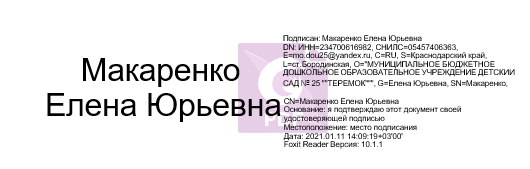 Макаренко
Елена Юрьевна
Подписан: Макаренко Елена Юрьевна
DN: ИНН=234700616982, СНИЛС=05457406363,
E=mo.dou25@yandex.ru, C=RU, S=Краснодарский край,
L=ст.Бородинская, O="МУНИЦИПАЛЬНОЕ БЮДЖЕТНОЕ
ДОШКОЛЬНОЕ ОБРАЗОВАТЕЛЬНОЕ УЧРЕЖДЕНИЕ ДЕТСКИЙ
САД № 25 ""ТЕРЕМОК""", G=Елена Юрьевна, SN=Макаренко,
CN=Макаренко Елена Юрьевна
Основание: я подтверждаю этот документ своей
удостоверяющей подписью
Местоположение: место подписания
Дата: 2021.01.11 14:09:19+03'00'
Foxit Reader Версия: 10.1.1